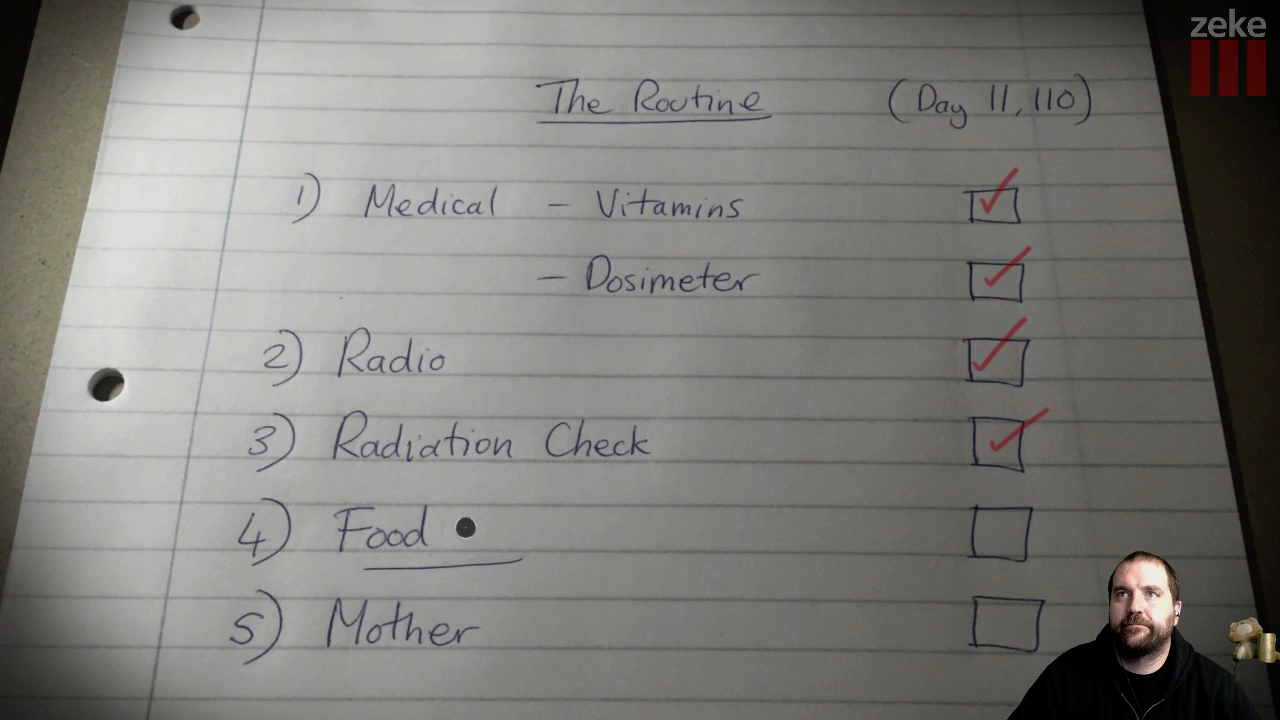 zeke
III
The Routine (Day 11,110)
1) Medical - Vitamins
- Dosimeter
2) Radio
3) Radiation Check
4) Food
5) Mother